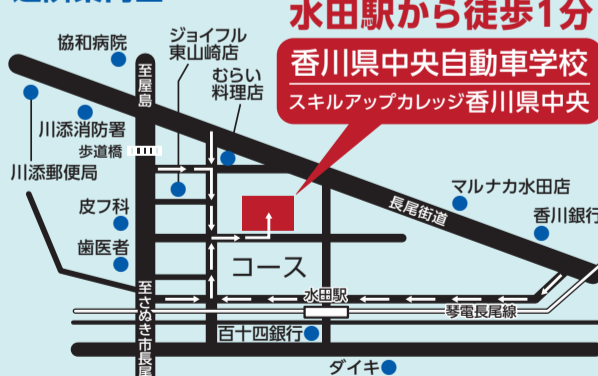 水田駅から徒歩1分
香川県中央自動車学校
スキルアップカレッジ香川県中央
協和病院
ジョイフル
東山崎店
むらい
料理店
至屋島
川添消防署
歩道橋
川添郵便局
皮フ科
歯医者
コース
長尾街道
マルナカ水田店
香川銀行
至さぬき市長尾
水田駅
琴電長尾線
百十四銀行
ダイキ